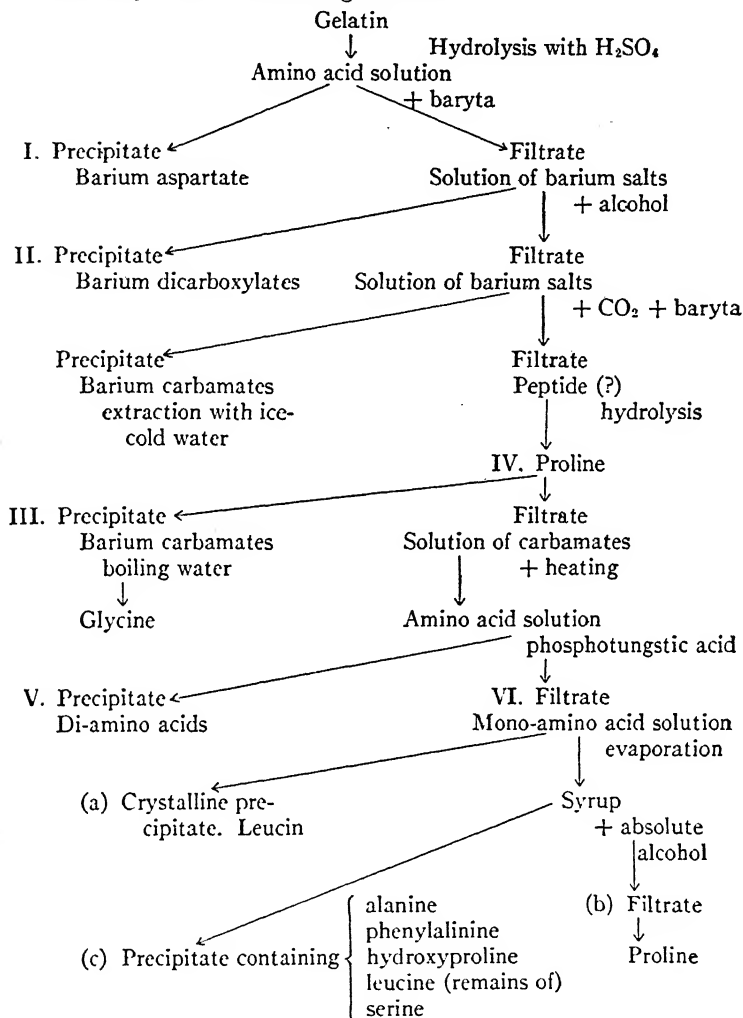 Gelatin
Hydrolysis with H₂SO₄
Amino acid solution
+ baryta
I. Precipitate
Barium aspartate
Filtrate
Solution of barium salts
+ alcohol
II. Precipitate
Barium dicarboxylates
Filtrate
Solution of barium salts
+ CO₂ + baryta
Precipitate
Barium carbamates
extraction with ice-
cold water
Filtrate
Peptide (?)
hydrolysis
IV. Proline
III. Precipitate
Barium carbamates
boiling water
Glycine
Filtrate
Solution of carbamates
+ heating
Amino acid solution
phosphotungstic acid
V. Precipitate
Di-amino acids
VI. Filtrate
Mono-amino acid solution
evaporation
(a) Crystalline pre-
cipitate. Leucin
Syrup
+ absolute
alcohol
(b) Filtrate
Proline
(c) Precipitate containing
alanine
phenylalinine
hydroxyproline
leucine (remains of)
serine